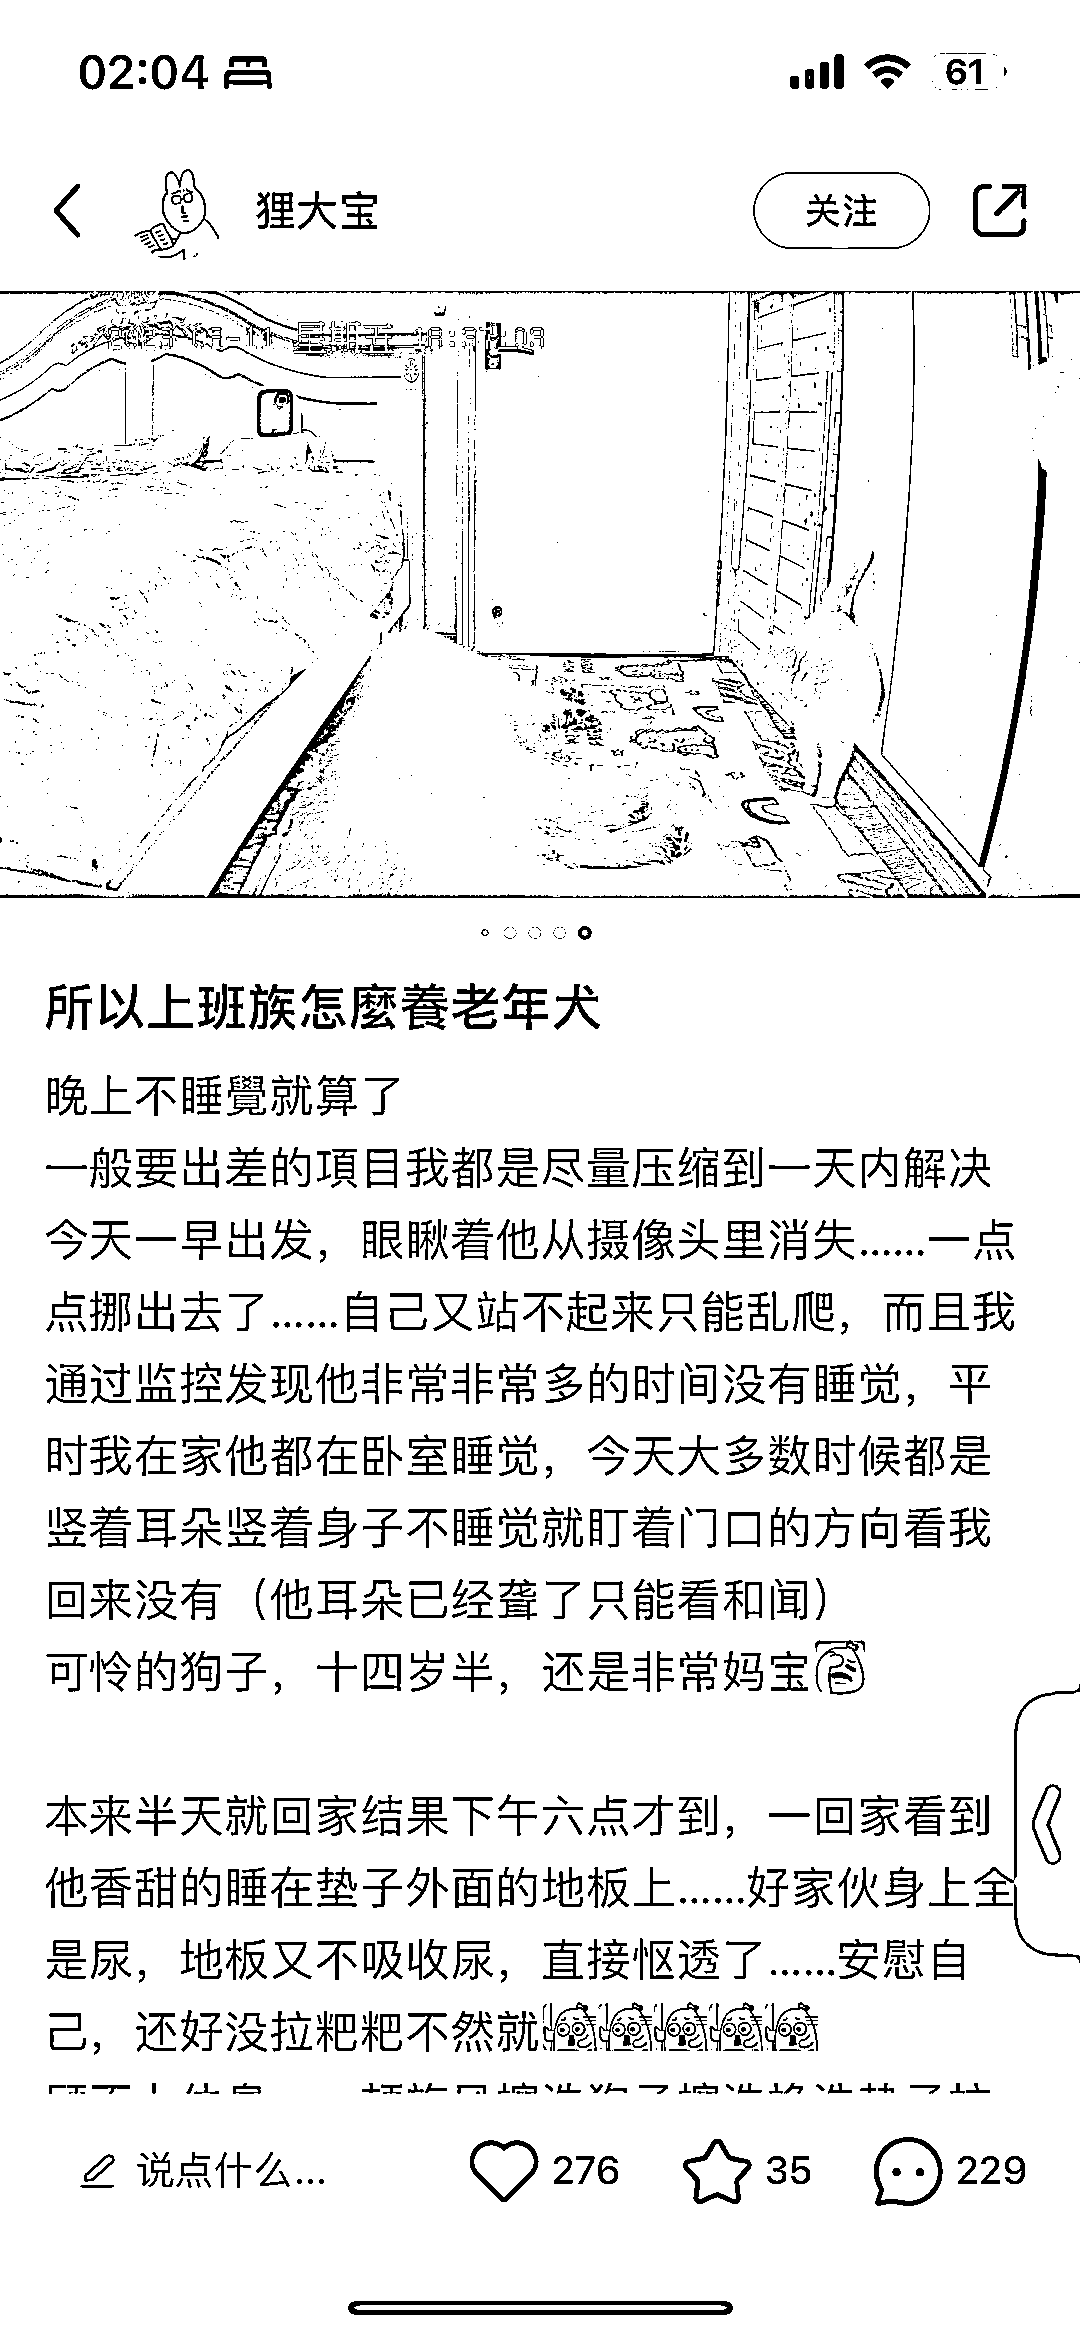 02:04
61
狸大宝
关注
2023-08-11 星期五 18:37:09
所以上班族怎麼養老年犬
晚上不睡覺就算了
一般要出差的項目我都是尽量压缩到一天内解决
今天一早出发，眼瞅着他从摄像头里消失……一点
点挪出去了……自己又站不起来只能乱爬，而且我
通过监控发现他非常非常多的时间没有睡觉，平
时我在家他都在卧室睡觉，今天大多数时候都是
竖着耳朵竖着身子不睡觉就盯着门口的方向看我
回来没有（他耳朵已经聋了只能看和闻）
可怜的狗子，十四岁半，还是非常妈宝
本来半天就回家结果下午六点才到，一回家看到
他香甜的睡在垫子外面的地板上……好家伙身上全
是尿，地板又不吸收尿，直接怄透了……安慰自
己，还好没拉粑粑不然就
说点什么...
276
35
229